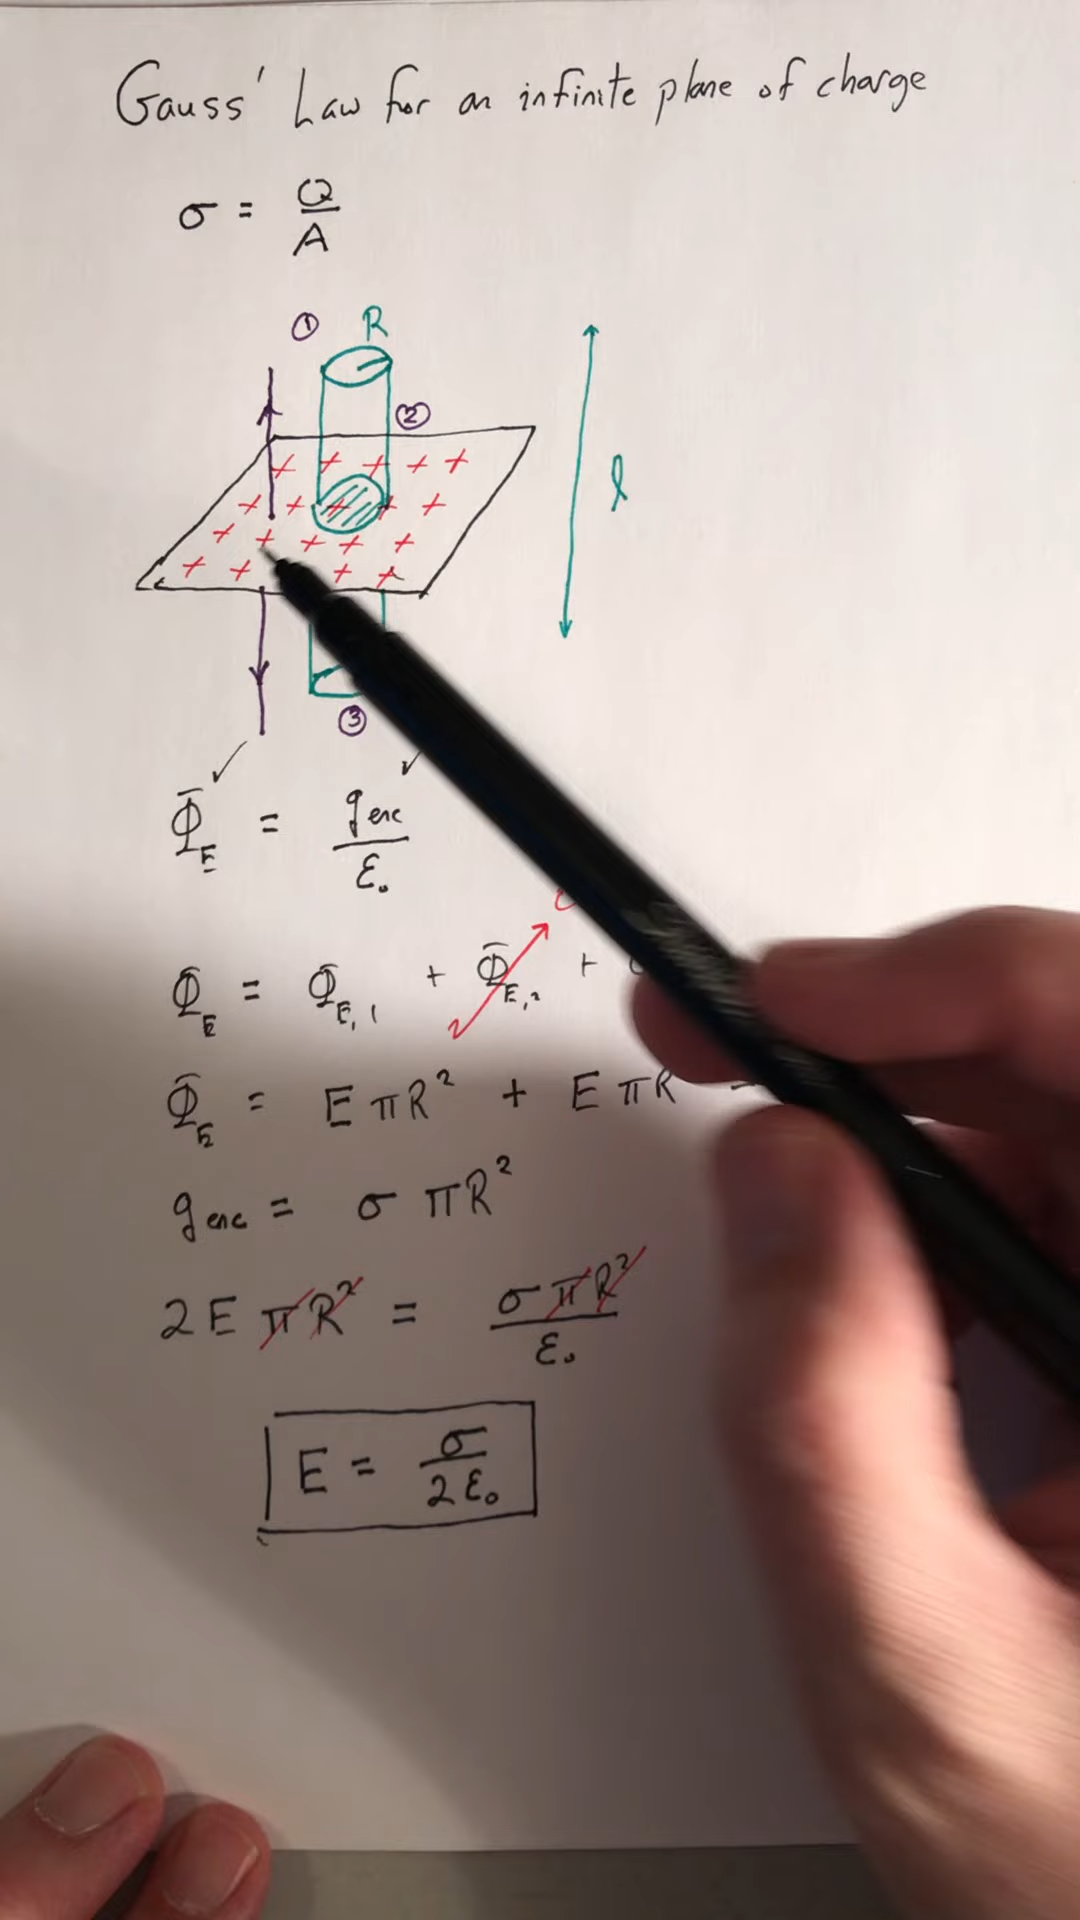 Gauss' Law for an infinite plane of charge
σ = Q/A
① R
②
+ + + + +
+ + + + +
+ + + + +
+ + + +
l
③
✓ ✓
Φ_E = q_enc/ε₀
Φ_E = Φ_E,1 + Φ_E,2 +
Φ_E = EπR² + EπR
q_enc = σ πR²
2EπR² = σπR²/ε₀
E = σ/2ε₀